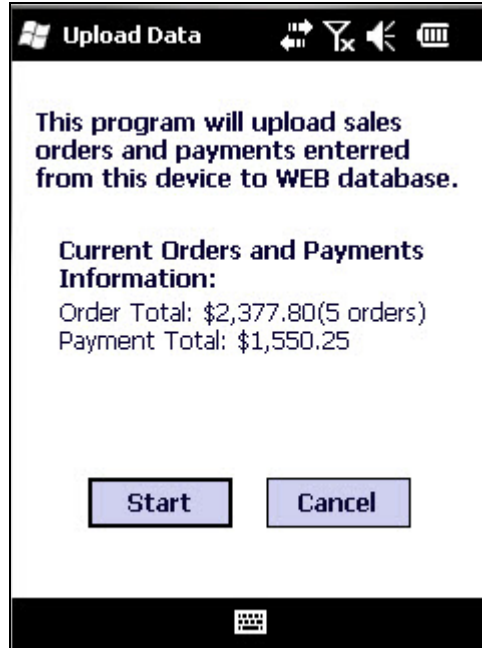 Upload Data
This program will upload sales
orders and payments enterred
from this device to WEB database.
Current Orders and Payments
Information:
Order Total: $2,377.80(5 orders)
Payment Total: $1,550.25
Start Cancel